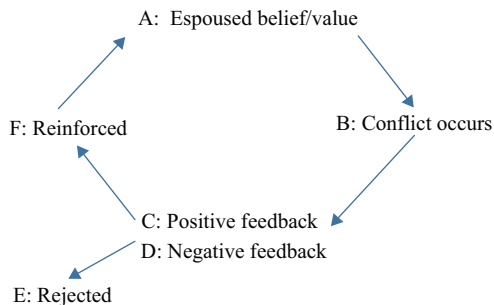 A: Espoused belief/value
F: Reinforced
B: Conflict occurs
C: Positive feedback
D: Negative feedback
E: Rejected